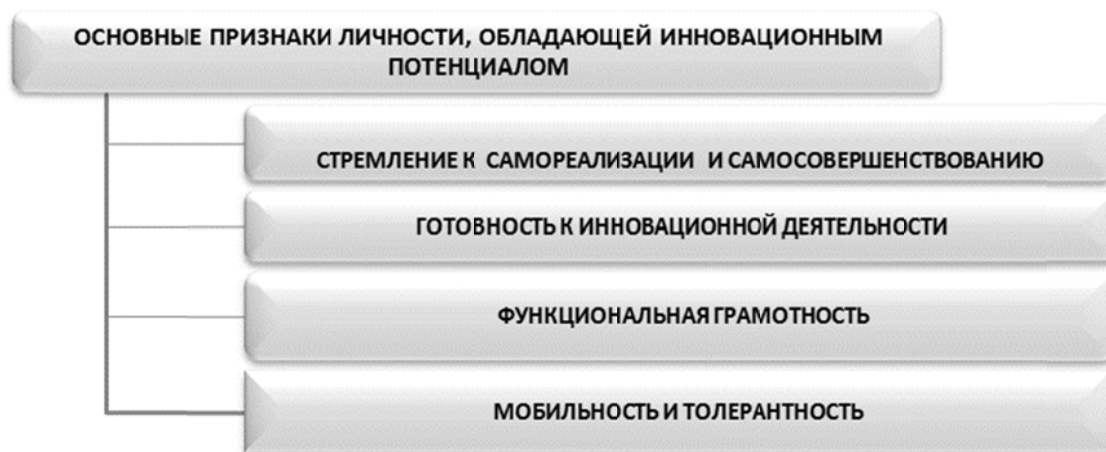 ОСНОВНЫЕ ПРИЗНАКИ ЛИЧНОСТИ, ОБЛАДАЮЩЕЙ ИННОВАЦИОННЫМ
ПОТЕНЦИАЛОМ
СТРЕМЛЕНИЕ К САМОРЕАЛИЗАЦИИ И САМОСОВЕРШЕНСТВОВАНИЮ
ГОТОВНОСТЬ К ИННОВАЦИОННОЙ ДЕЯТЕЛЬНОСТИ
ФУНКЦИОНАЛЬНАЯ ГРАМОТНОСТЬ
МОБИЛЬНОСТЬ И ТОЛЕРАНТНОСТЬ